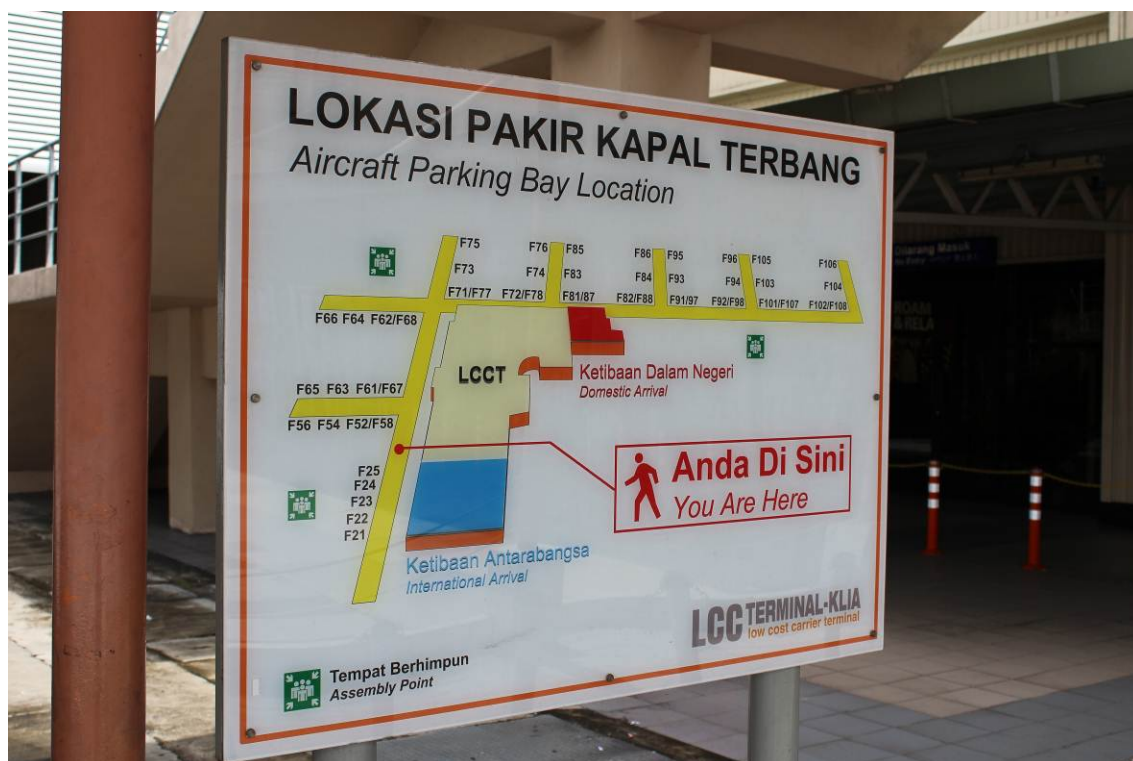 LOKASI PAKIR KAPAL TERBANG
Aircraft Parking Bay Location
F75 F76 F85 F86 F95 F96 F105 F106
F73 F74 F83 F84 F93 F94 F103 F104
F71/F77 F72/F78 F81/87 F82/F88 F91/97 F92/F98 F101/F107 F102/F108
F66 F64 F62/F68
LCCT
Ketibaan Dalam Negeri
Domestic Arrival
F65 F63 F61/F67
F56 F54 F52/F58
Anda Di Sini
You Are Here
F25
F24
F23
F22
F21
Ketibaan Antarabangsa
International Arrival
LCC TERMINAL-KLIA
low cost carrier terminal
Tempat Berhimpun
Assembly Point
Dilarang Masuk